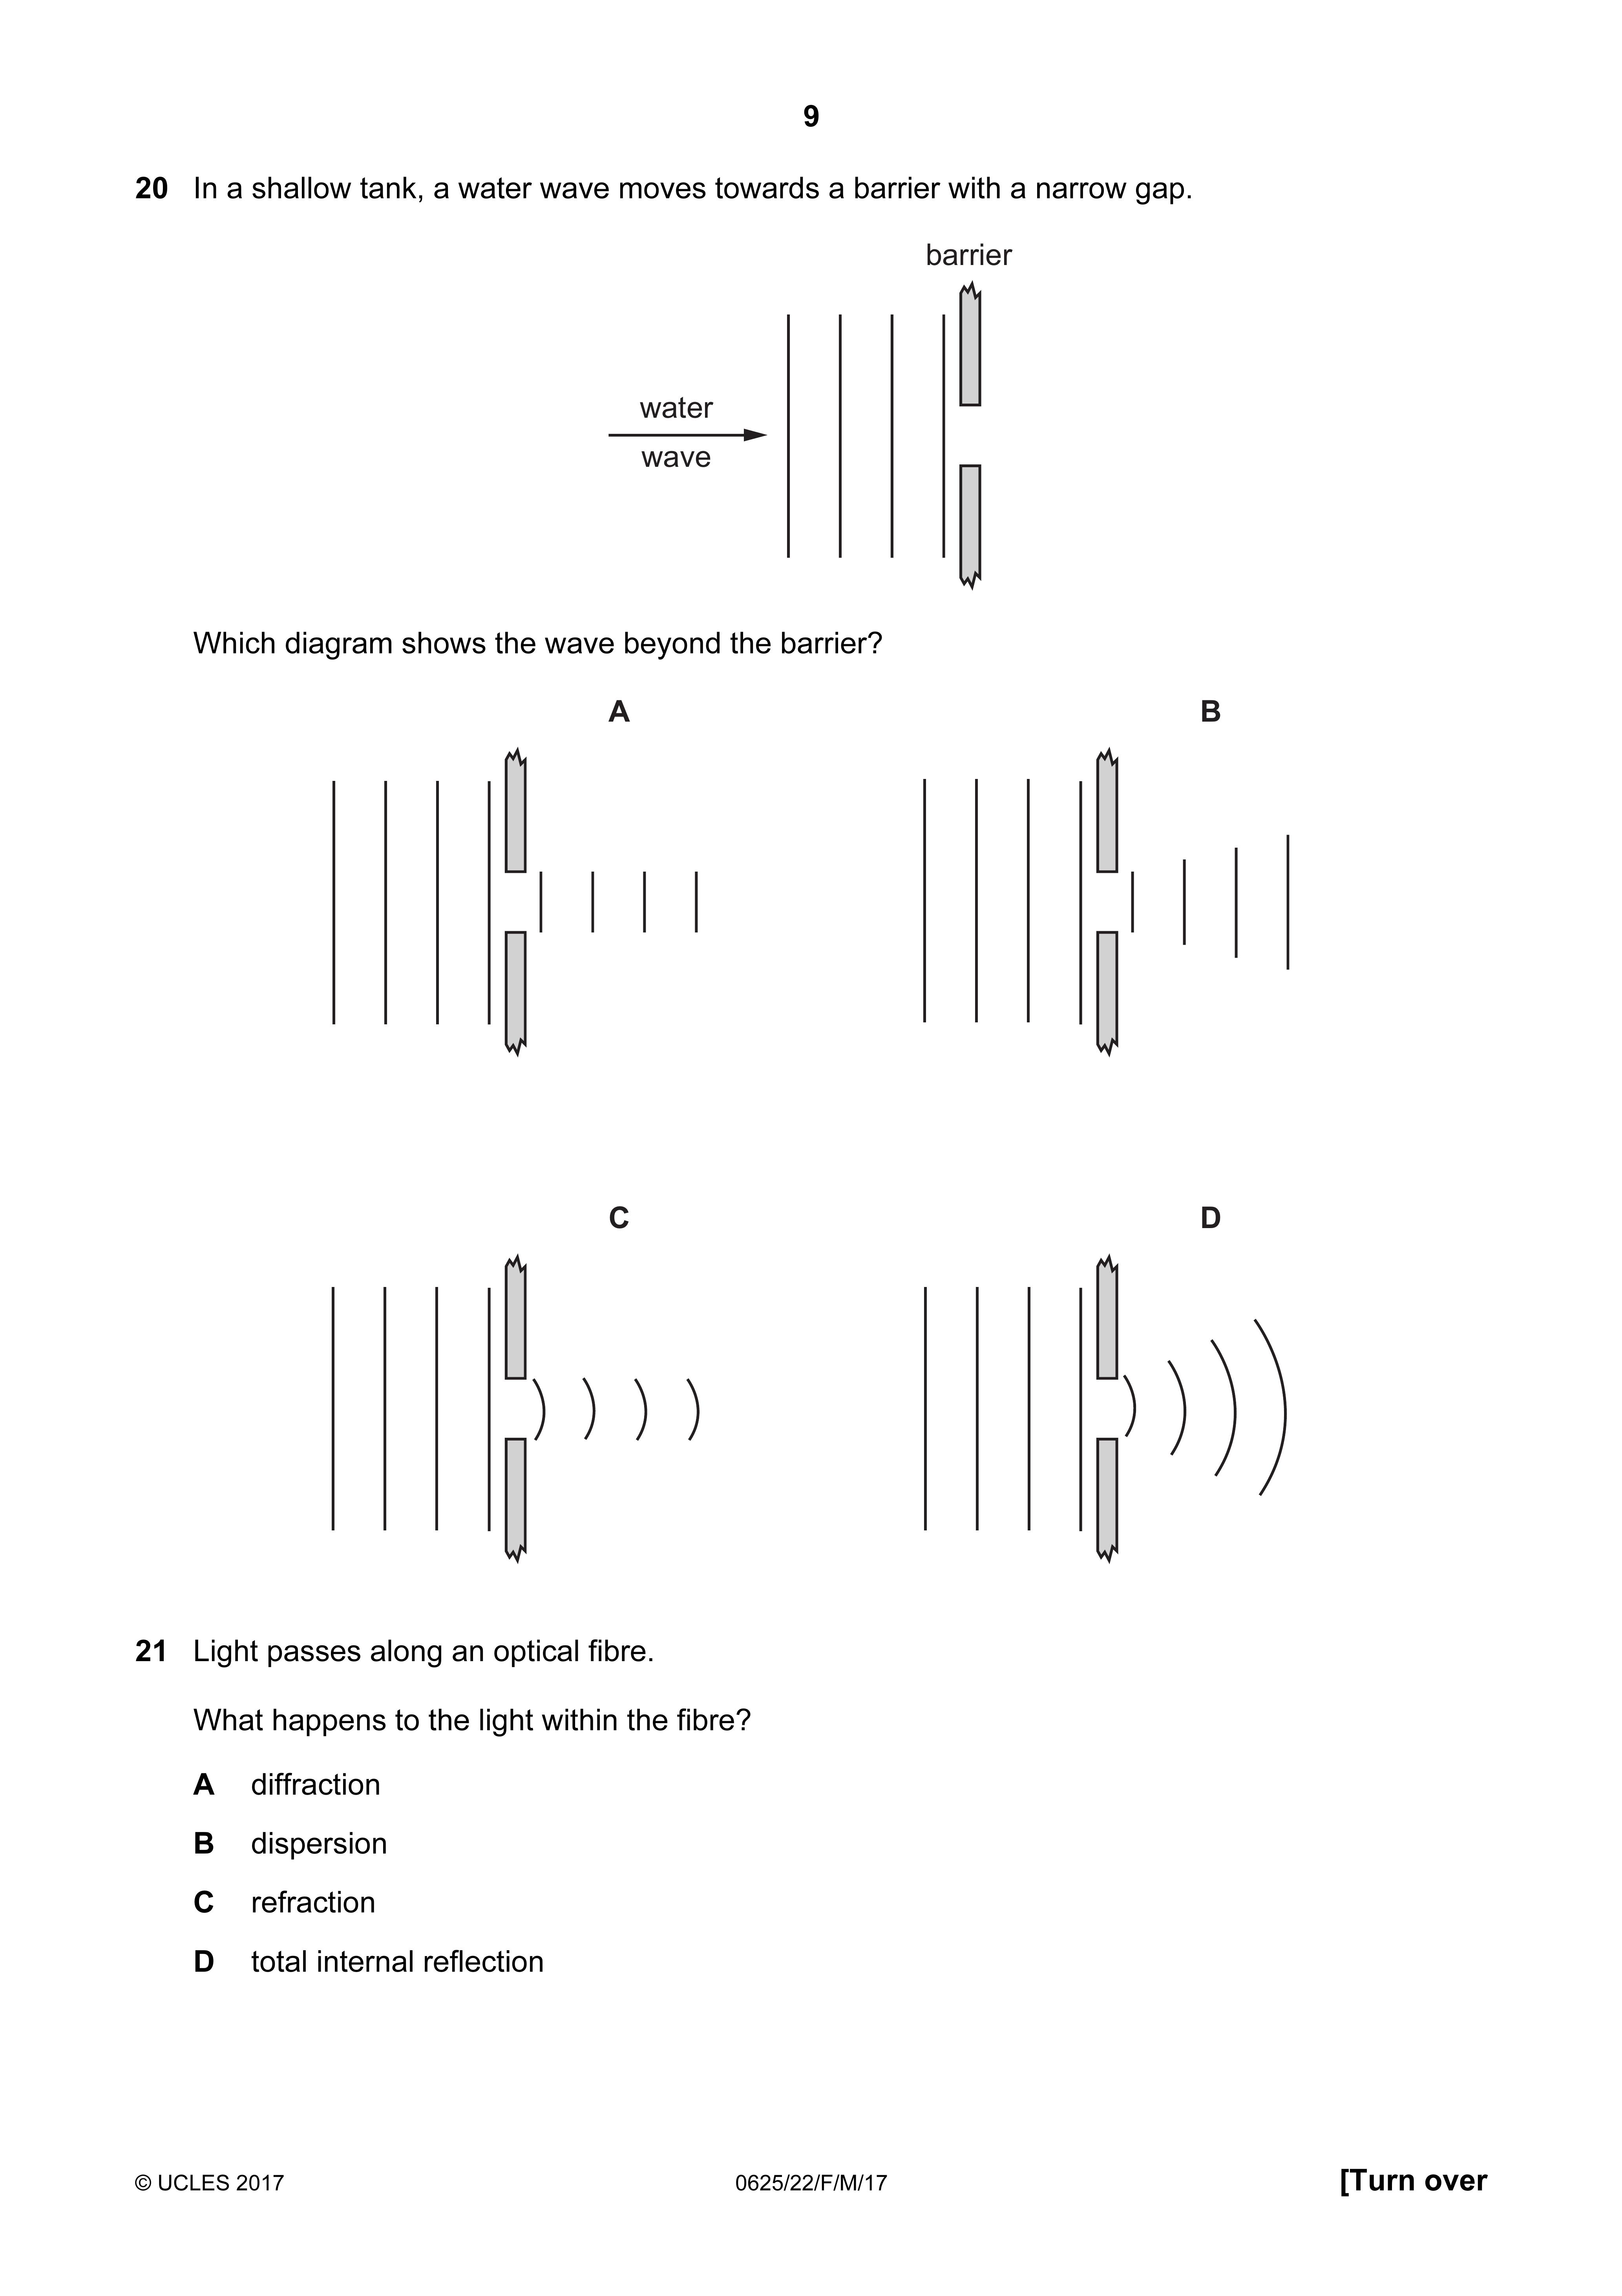 9
20 In a shallow tank, a water wave moves towards a barrier with a narrow gap.
barrier
water
wave
Which diagram shows the wave beyond the barrier?
A B
C D
21 Light passes along an optical fibre.
What happens to the light within the fibre?
A diffraction
B dispersion
C refraction
D total internal reflection
© UCLES 2017 0625/22/F/M/17 [Turn over